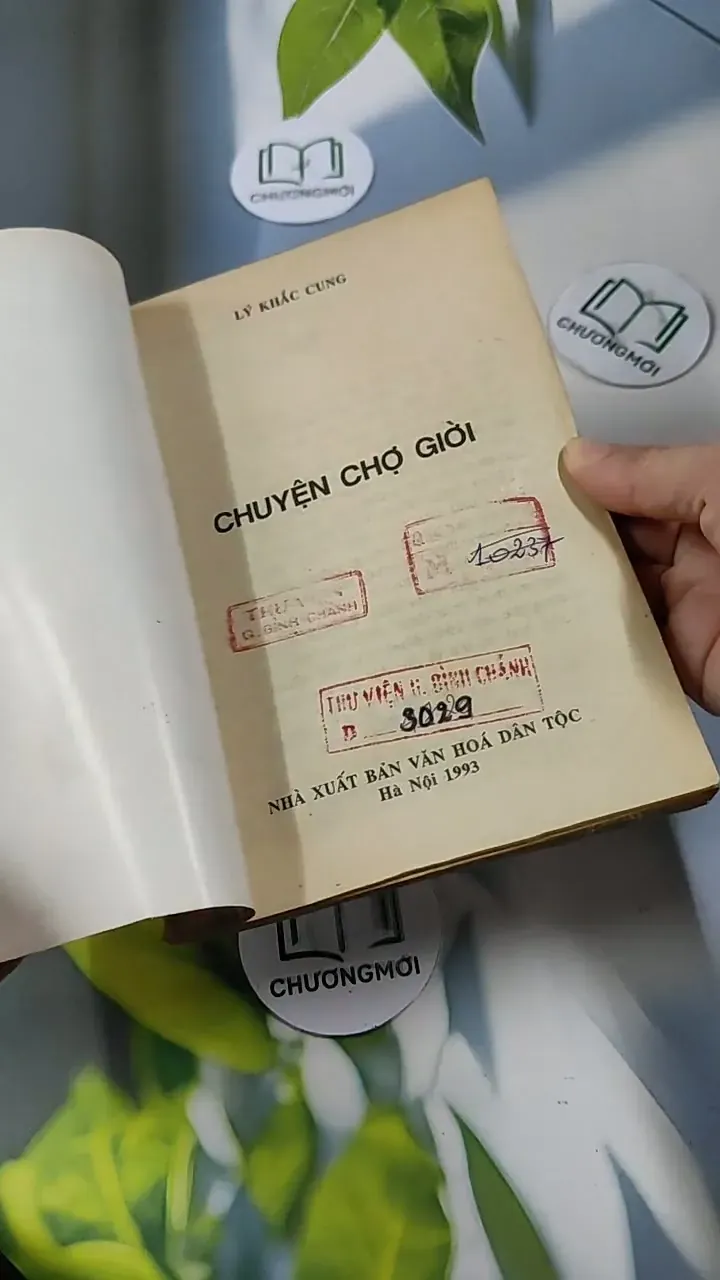 CHƯƠNGMỚI
CHƯƠNGMỚI
LÝ KHẮC CUNG
CHUYỆN CHỢ GIỜI
10237
Q. BÌNH CHÁNH
THƯ VIỆN H. BÌNH CHÁNH
Đ 3029
NHÀ XUẤT BẢN VĂN HOÁ DÂN TỘC
Hà Nội 1993
CHƯƠNGMỚI